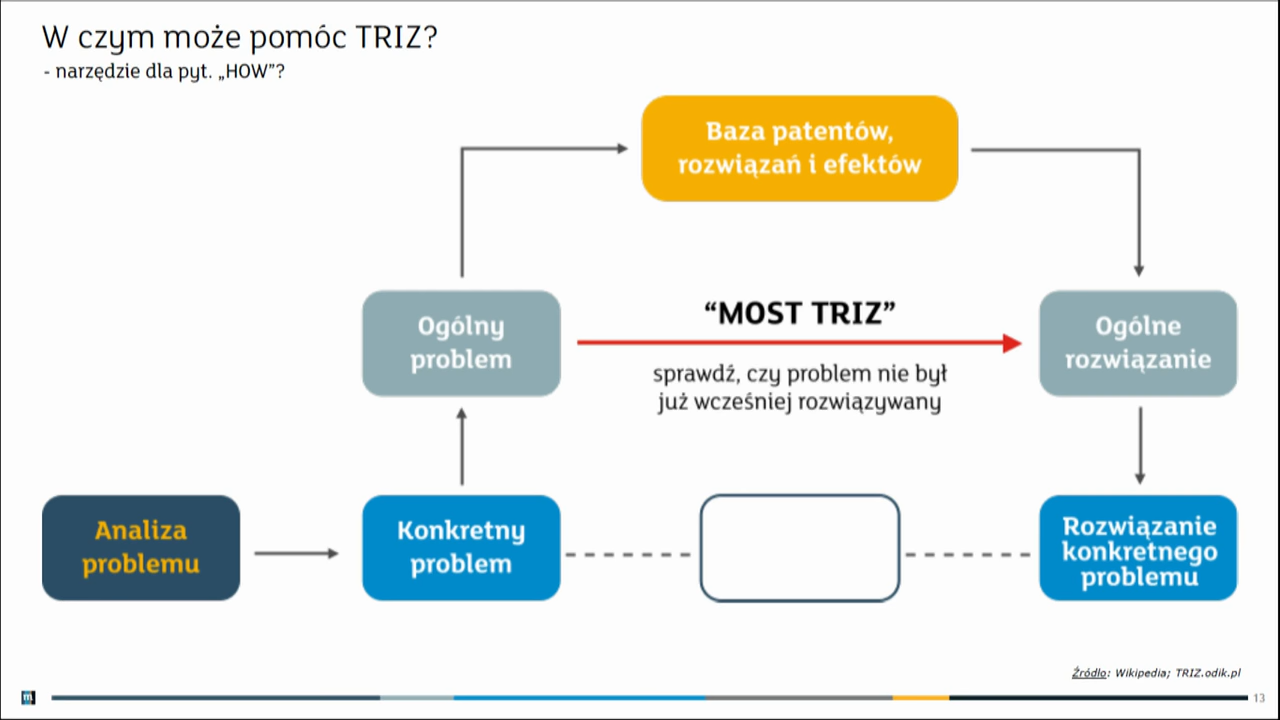 W czym może pomóc TRIZ?
- narzędzie dla pyt. „HOW”?
Baza patentów,
rozwiązań i efektów
Ogólny
problem
“MOST TRIZ”
sprawdź, czy problem nie był
już wcześniej rozwiązywany
Ogólne
rozwiązanie
Analiza
problemu
Konkretny
problem
Rozwiązanie
konkretnego
problemu
Źródlo: Wikipedia; TRIZ.odik.pl
m
13